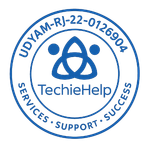 UDYAM-RJ-22-0126904
TechieHelp
SERVICES • SUPPORT • SUCCESS